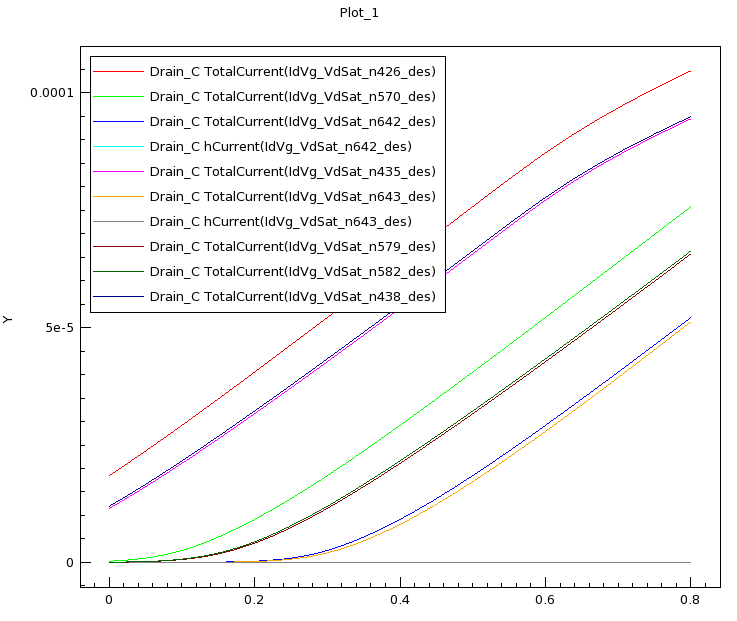 Plot_1
Drain_C TotalCurrent(IdVg_VdSat_n426_des)
Drain_C TotalCurrent(IdVg_VdSat_n570_des)
Drain_C TotalCurrent(IdVg_VdSat_n642_des)
Drain_C hCurrent(IdVg_VdSat_n642_des)
Drain_C TotalCurrent(IdVg_VdSat_n435_des)
Drain_C TotalCurrent(IdVg_VdSat_n643_des)
Drain_C hCurrent(IdVg_VdSat_n643_des)
Drain_C TotalCurrent(IdVg_VdSat_n579_des)
Drain_C TotalCurrent(IdVg_VdSat_n582_des)
Drain_C TotalCurrent(IdVg_VdSat_n438_des)
0.0001
5e-5
0
Y
0 0.2 0.4 0.6 0.8